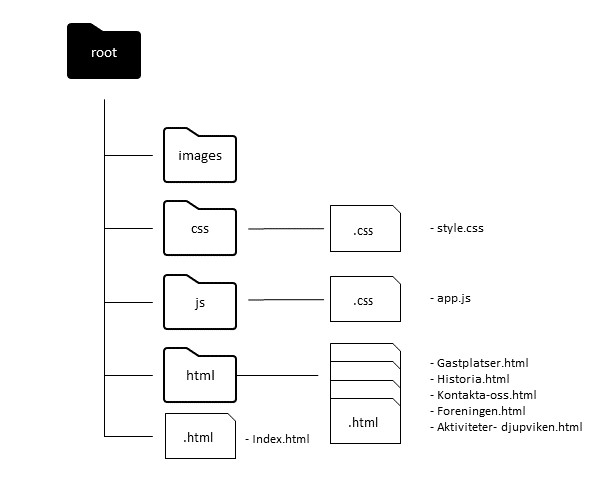 root
images
css
.css
- style.css
js
.css
- app.js
html
.html
- Gastplatser.html
- Historia.html
- Kontakta-oss.html
- Foreningen.html
- Aktiviteter- djupviken.html
.html
- Index.html